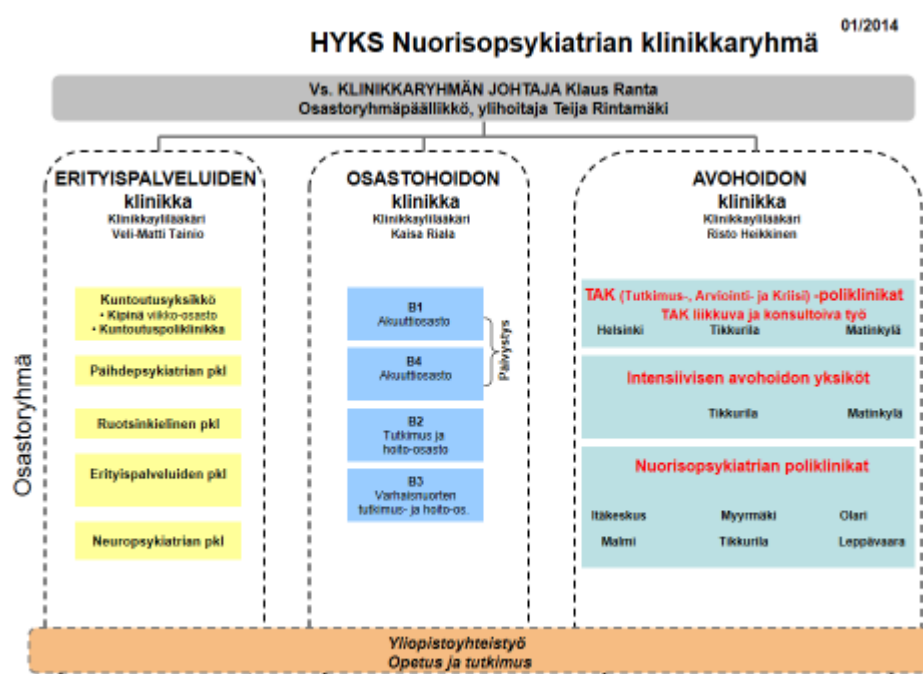 01/2014
HYKS Nuorisopsykiatrian klinikkaryhmä
Vs. KLINIKKARYHMÄN JOHTAJA Klaus Ranta
Osastoryhmäpäällikkö, ylihoitaja Teija Rintamäki
Osastoryhmä
ERITYISPALVELUIDEN
klinikka
Klinikkaylilääkäri
Veli-Matti Tainio
Kuntoutusyksikkö
• Kipinä viikko-osasto
• Kuntoutuspoliklinikka
Päihdepsykiatrian pkl
Ruotsinkielinen pkl
Erityispalveluiden pkl
Neuropsykiatrian pkl
OSASTOHOIDON
klinikka
Klinikkaylilääkäri
Kaisa Riala
B1
Akuuttiosasto
B4
Akuuttiosasto
Päivystys
B2
Tutkimus ja
hoito-osasto
B3
Varhaisnuorten
tutkimus- ja hoito-os.
AVOHOIDON
klinikka
Klinikkaylilääkäri
Risto Heikkinen
TAK (Tutkimus-, Arviointi- ja Kriisi) -poliklinikat
TAK liikkuva ja konsultoiva työ
Helsinki Tikkurila Matinkylä
Intensiivisen avohoidon yksiköt
Tikkurila Matinkylä
Nuorisopsykiatrian poliklinikat
Itäkeskus Myyrmäki Olari
Malmi Tikkurila Leppävaara
Yliopistoyhteistyö
Opetus ja tutkimus